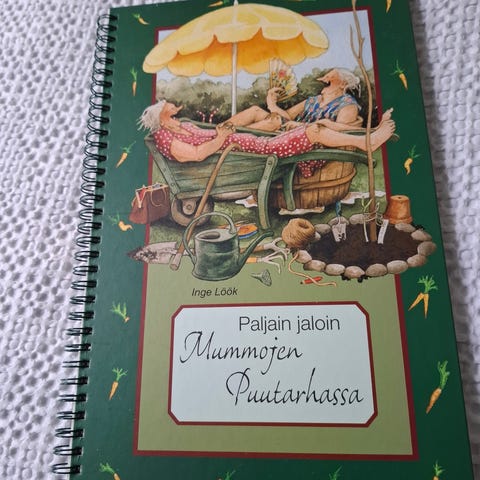 Inge Löök
Paljain jaloin
Mummojen
Puutarhassa